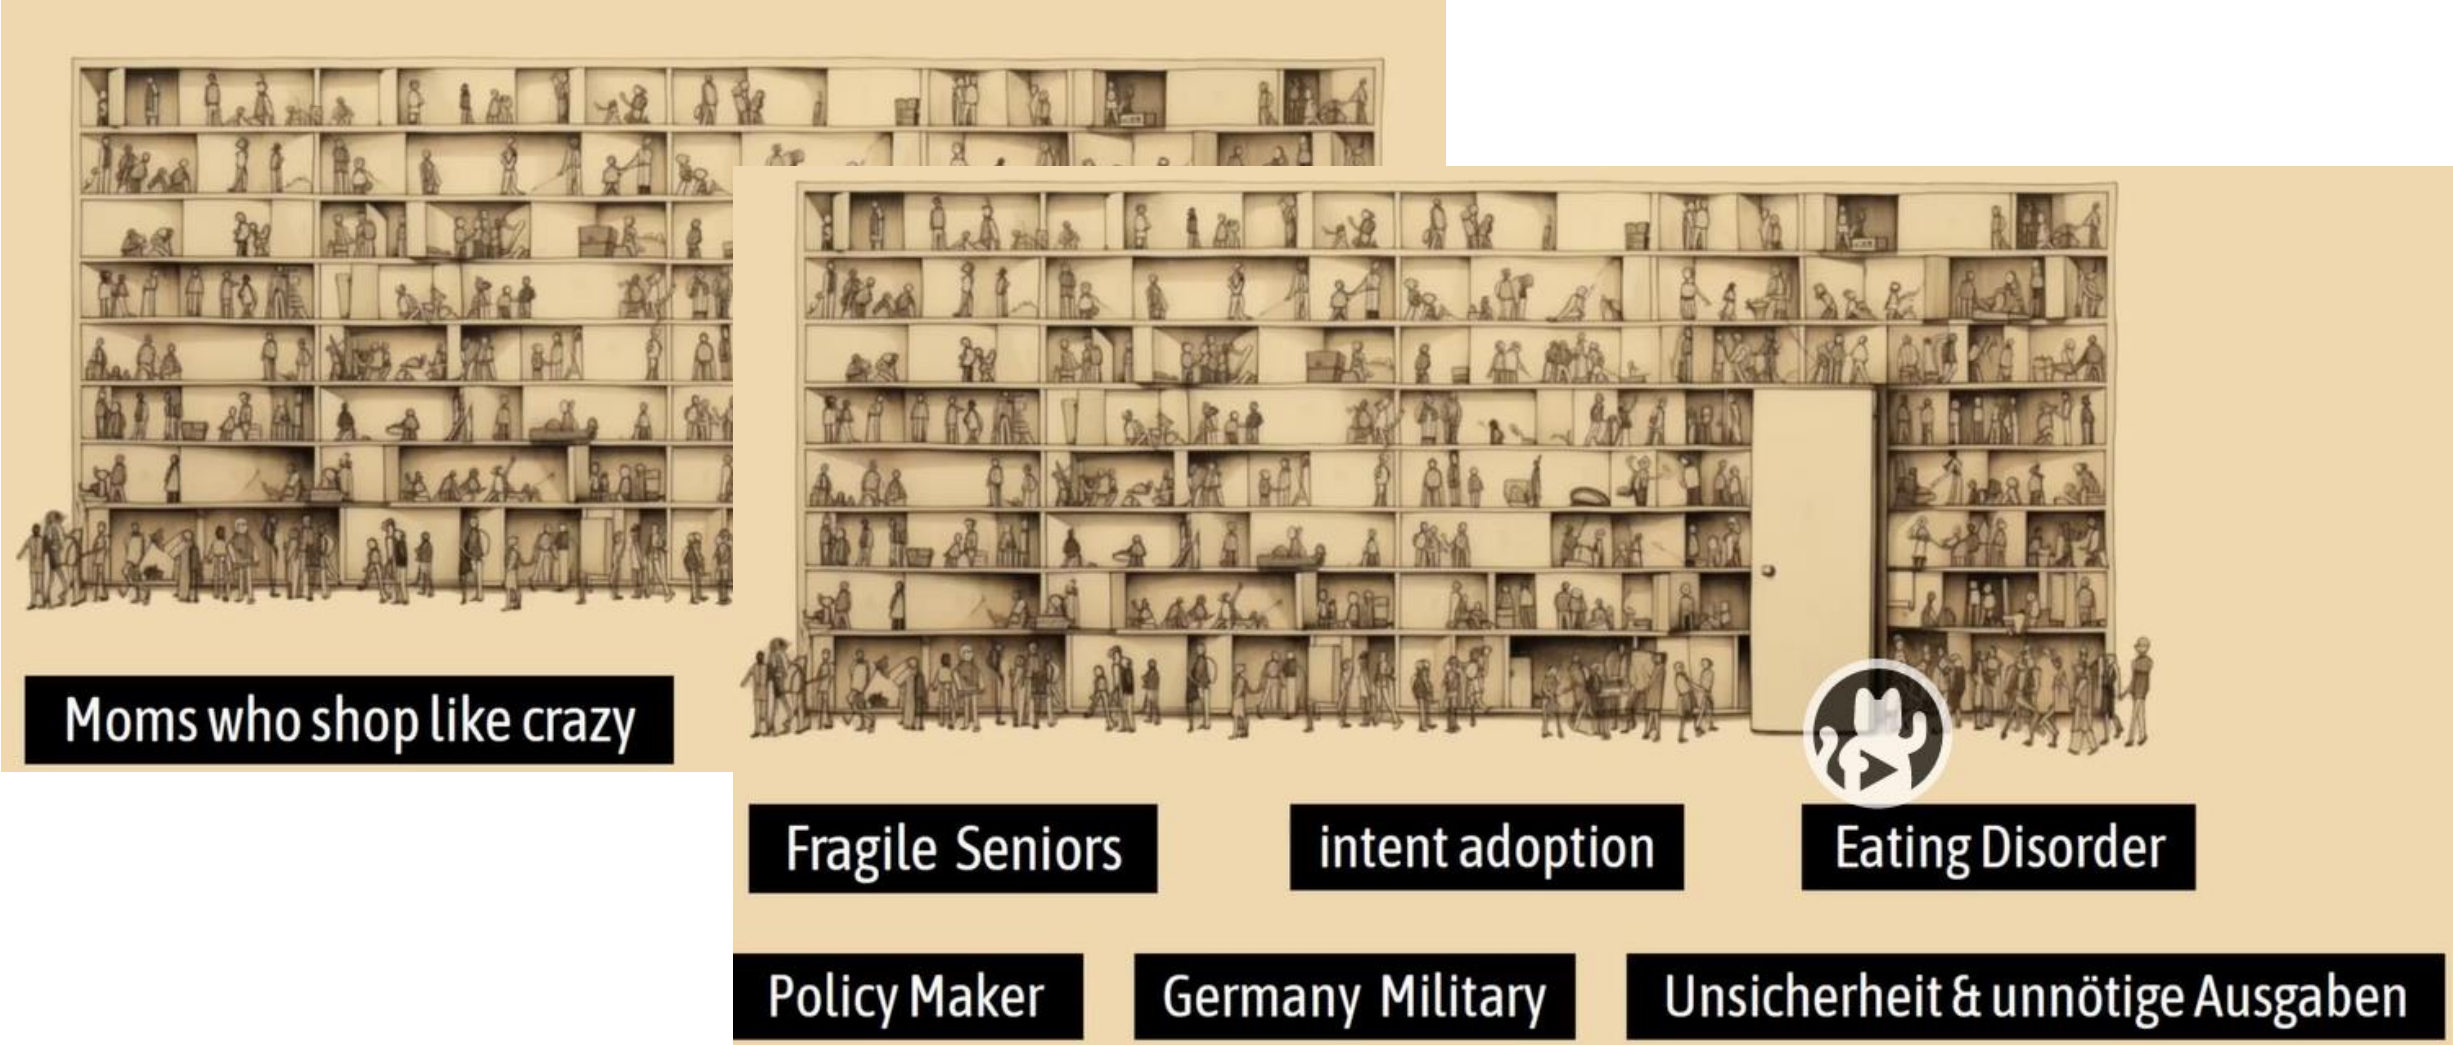 Moms who shop like crazy
Fragile Seniors
intent adoption
Eating Disorder
Policy Maker
Germany Military
Unsicherheit & unnötige Ausgaben